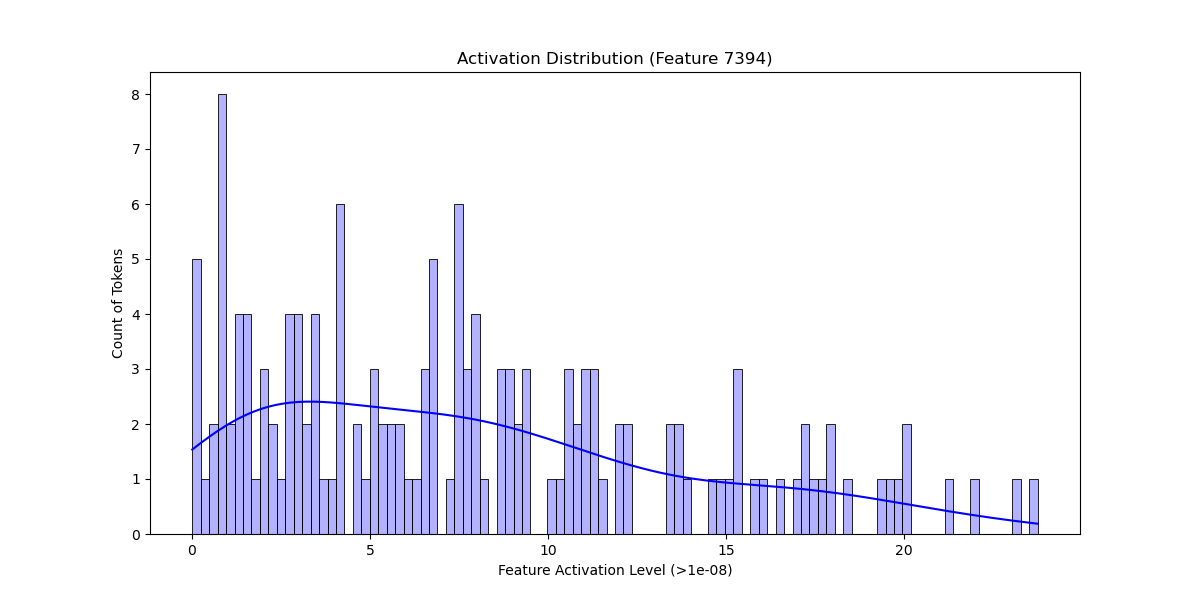 Activation Distribution (Feature 7394)
8
7
6
5
4
3
2
1
0
Count of Tokens
0 5 10 15 20
Feature Activation Level (>1e-08)